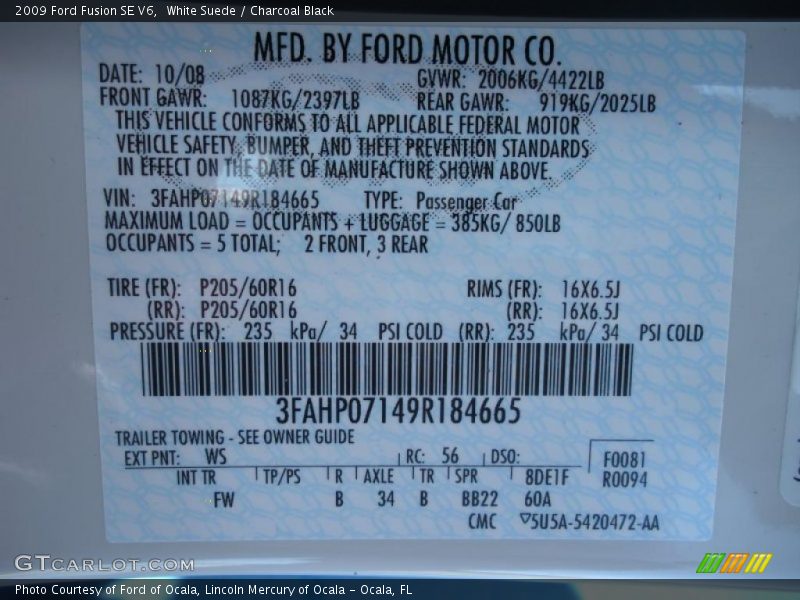 2009 Ford Fusion SE V6,  White Suede / Charcoal Black
MFD. BY FORD MOTOR CO.
DATE: 10/08 GVWR: 2006KG/4422LB
FRONT GAWR: 1087KG/2397LB REAR GAWR: 919KG/2025LB
THIS VEHICLE CONFORMS TO ALL APPLICABLE FEDERAL MOTOR
VEHICLE SAFETY, BUMPER, AND THEFT PREVENTION STANDARDS
IN EFFECT ON THE DATE OF MANUFACTURE SHOWN ABOVE.
VIN: 3FAHP07149R184665 TYPE: Passenger Car
MAXIMUM LOAD = OCCUPANTS + LUGGAGE = 385KG/ 850LB
OCCUPANTS = 5 TOTAL; 2 FRONT, 3 REAR
TIRE (FR): P205/60R16 RIMS (FR): 16X6.5J
(RR): P205/60R16 (RR): 16X6.5J
PRESSURE (FR): 235 kPa/ 34 PSI COLD (RR): 235 kPa/ 34 PSI COLD
3FAHP07149R184665
TRAILER TOWING - SEE OWNER GUIDE
EXT PNT: WS RC: 56 DSO: F0081
INT TR TP/PS R AXLE TR SPR 8DE1F R0094
FW B 34 B BB22 60A
CMC ▽5U5A-5420472-AA
GTCARLOT.COM
Photo Courtesy of Ford of Ocala, Lincoln Mercury of Ocala – Ocala, FL